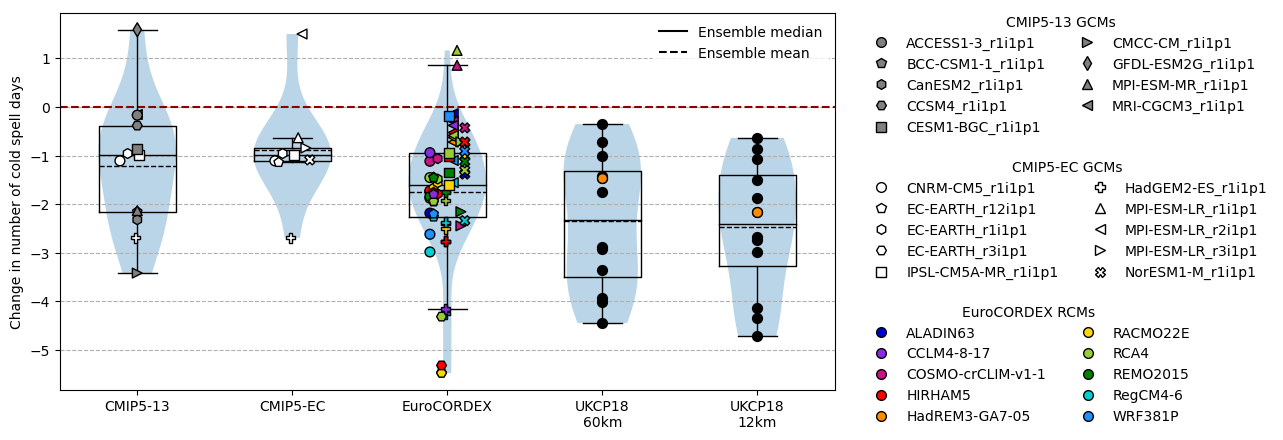 Change in number of cold spell days
1
0
−1
−2
−3
−4
−5
Ensemble median
Ensemble mean
CMIP5-13
CMIP5-EC
EuroCORDEX
UKCP18
60km
UKCP18
12km
CMIP5-13 GCMs
ACCESS1-3_r1i1p1
BCC-CSM1-1_r1i1p1
CanESM2_r1i1p1
CCSM4_r1i1p1
CESM1-BGC_r1i1p1
CMCC-CM_r1i1p1
GFDL-ESM2G_r1i1p1
MPI-ESM-MR_r1i1p1
MRI-CGCM3_r1i1p1
CMIP5-EC GCMs
CNRM-CM5_r1i1p1
EC-EARTH_r12i1p1
EC-EARTH_r1i1p1
EC-EARTH_r3i1p1
IPSL-CM5A-MR_r1i1p1
HadGEM2-ES_r1i1p1
MPI-ESM-LR_r1i1p1
MPI-ESM-LR_r2i1p1
MPI-ESM-LR_r3i1p1
NorESM1-M_r1i1p1
EuroCORDEX RCMs
ALADIN63
CCLM4-8-17
COSMO-crCLIM-v1-1
HIRHAM5
HadREM3-GA7-05
RACMO22E
RCA4
REMO2015
RegCM4-6
WRF381P